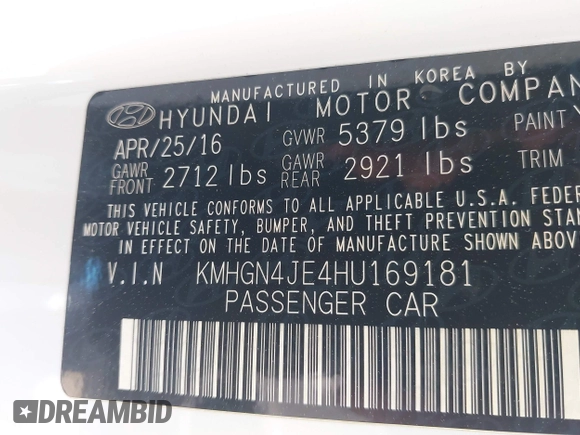 MANUFACTURED IN KOREA BY
HYUNDAI MOTOR COMPAN
APR/25/16 GVWR 5379 lbs PAINT
GAWR FRONT 2712 lbs GAWR REAR 2921 lbs TRIM
THIS VEHICLE CONFORMS TO ALL APPLICABLE U.S.A. FEDER
MOTOR VEHICLE SAFETY, BUMPER, AND THEFT PREVENTION STAN
IN EFFECT ON THE DATE OF MANUFACTURE SHOWN ABOVE
V.I.N KMHGN4JE4HU169181
PASSENGER CAR
DREAMBID